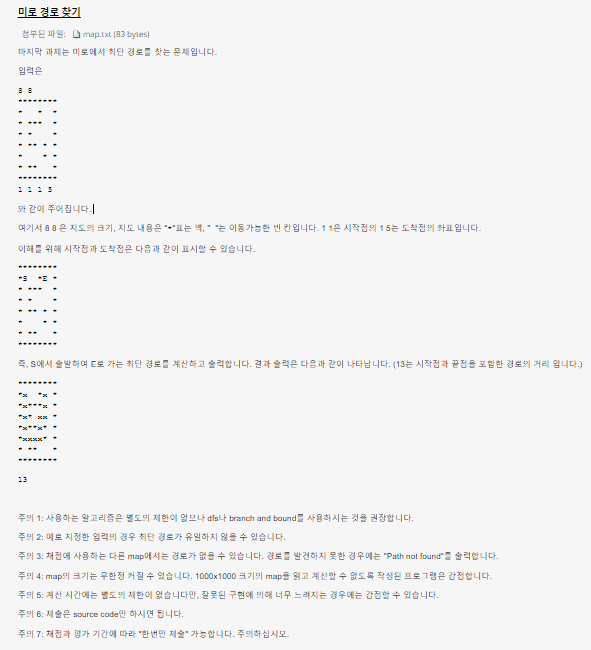 미로 경로 찾기
첨부된 파일: map.txt (83 bytes)
마지막 과제는 미로에서 최단 경로를 찾는 문제입니다.
입력은
8 8
********
*   *  *
* ***  *
* *    *
* ** * *
*    * *
* **   *
********
1 1 1 5
와 같이 주어집니다.
여기서 8 8 은 지도의 크기, 지도 내용은 "*"표는 벽, " "는 이동가능한 빈 칸입니다. 1 1은 시작점의 1 5는 도착점의 좌표입니다.
이해를 위해 시작점과 도착점은 다음과 같이 표시할 수 있습니다.
********
*S  *E *
* ***  *
* *    *
* ** * *
*    * *
* **   *
********
즉, S에서 출발하여 E로 가는 최단 경로를 계산하고 출력합니다. 결과 출력은 다음과 같이 나타납니다. (13는 시작점과 끝점을 포함한 경로의 거리 입니다.)
********
*x  *x *
*x***x *
*x* xx *
*x**x* *
*xxxx* *
* **   *
********
13
주의 1: 사용하는 알고리즘은 별도의 제한이 없으나 dfs나 branch and bound를 사용하시는 것을 권장합니다.
주의 2: 예로 지정한 입력의 경우 최단 경로가 유일하지 않을 수 있습니다.
주의 3: 채점에 사용하는 다른 map에서는 경로가 없을 수 있습니다. 경로를 발견하지 못한 경우에는 "Path not found"를 출력합니다.
주의 4: map의 크기는 무한정 커질 수 있습니다. 1000x1000 크기의 map을 읽고 계산할 수 없도록 작성된 프로그램은 감점합니다.
주의 5: 계산 시간에는 별도의 제한이 없습니다만, 잘못된 구현에 의해 너무 느려지는 경우에는 감점할 수 있습니다.
주의 6: 제출은 source code만 하시면 됩니다.
주의 7: 채점과 평가 기간에 따라 "한번만 제출" 가능합니다. 주의하십시오.